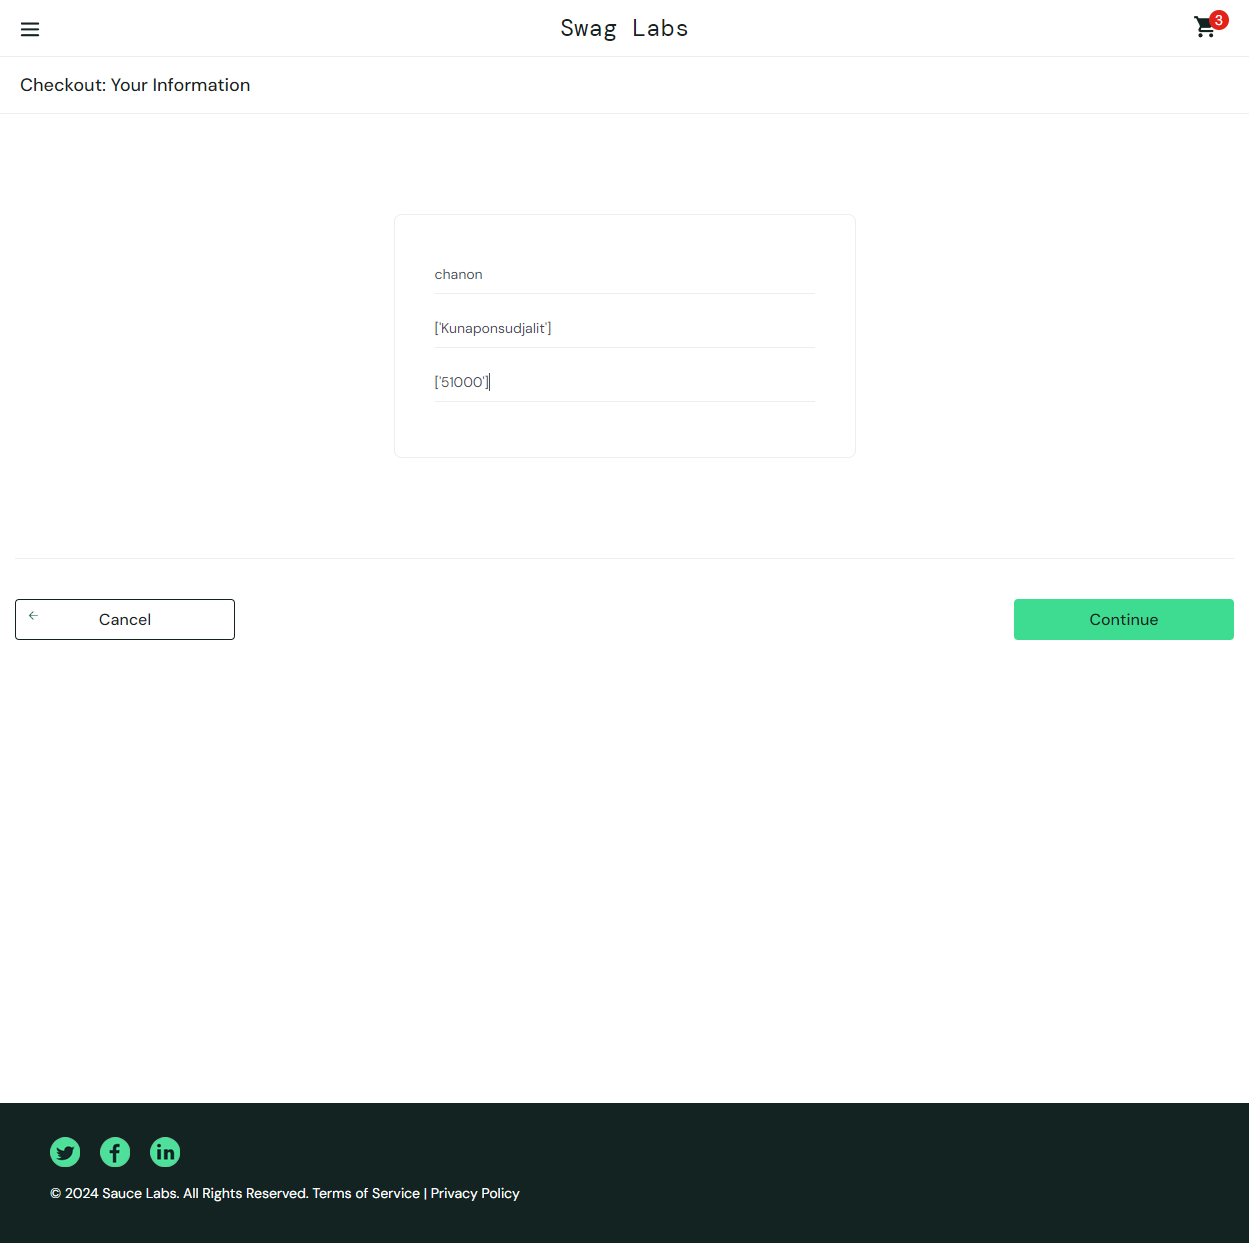 Swag Labs
3
Checkout: Your Information
chanon
['Kunaponsudjalit']
['51000']
Cancel
Continue
© 2024 Sauce Labs. All Rights Reserved. Terms of Service | Privacy Policy